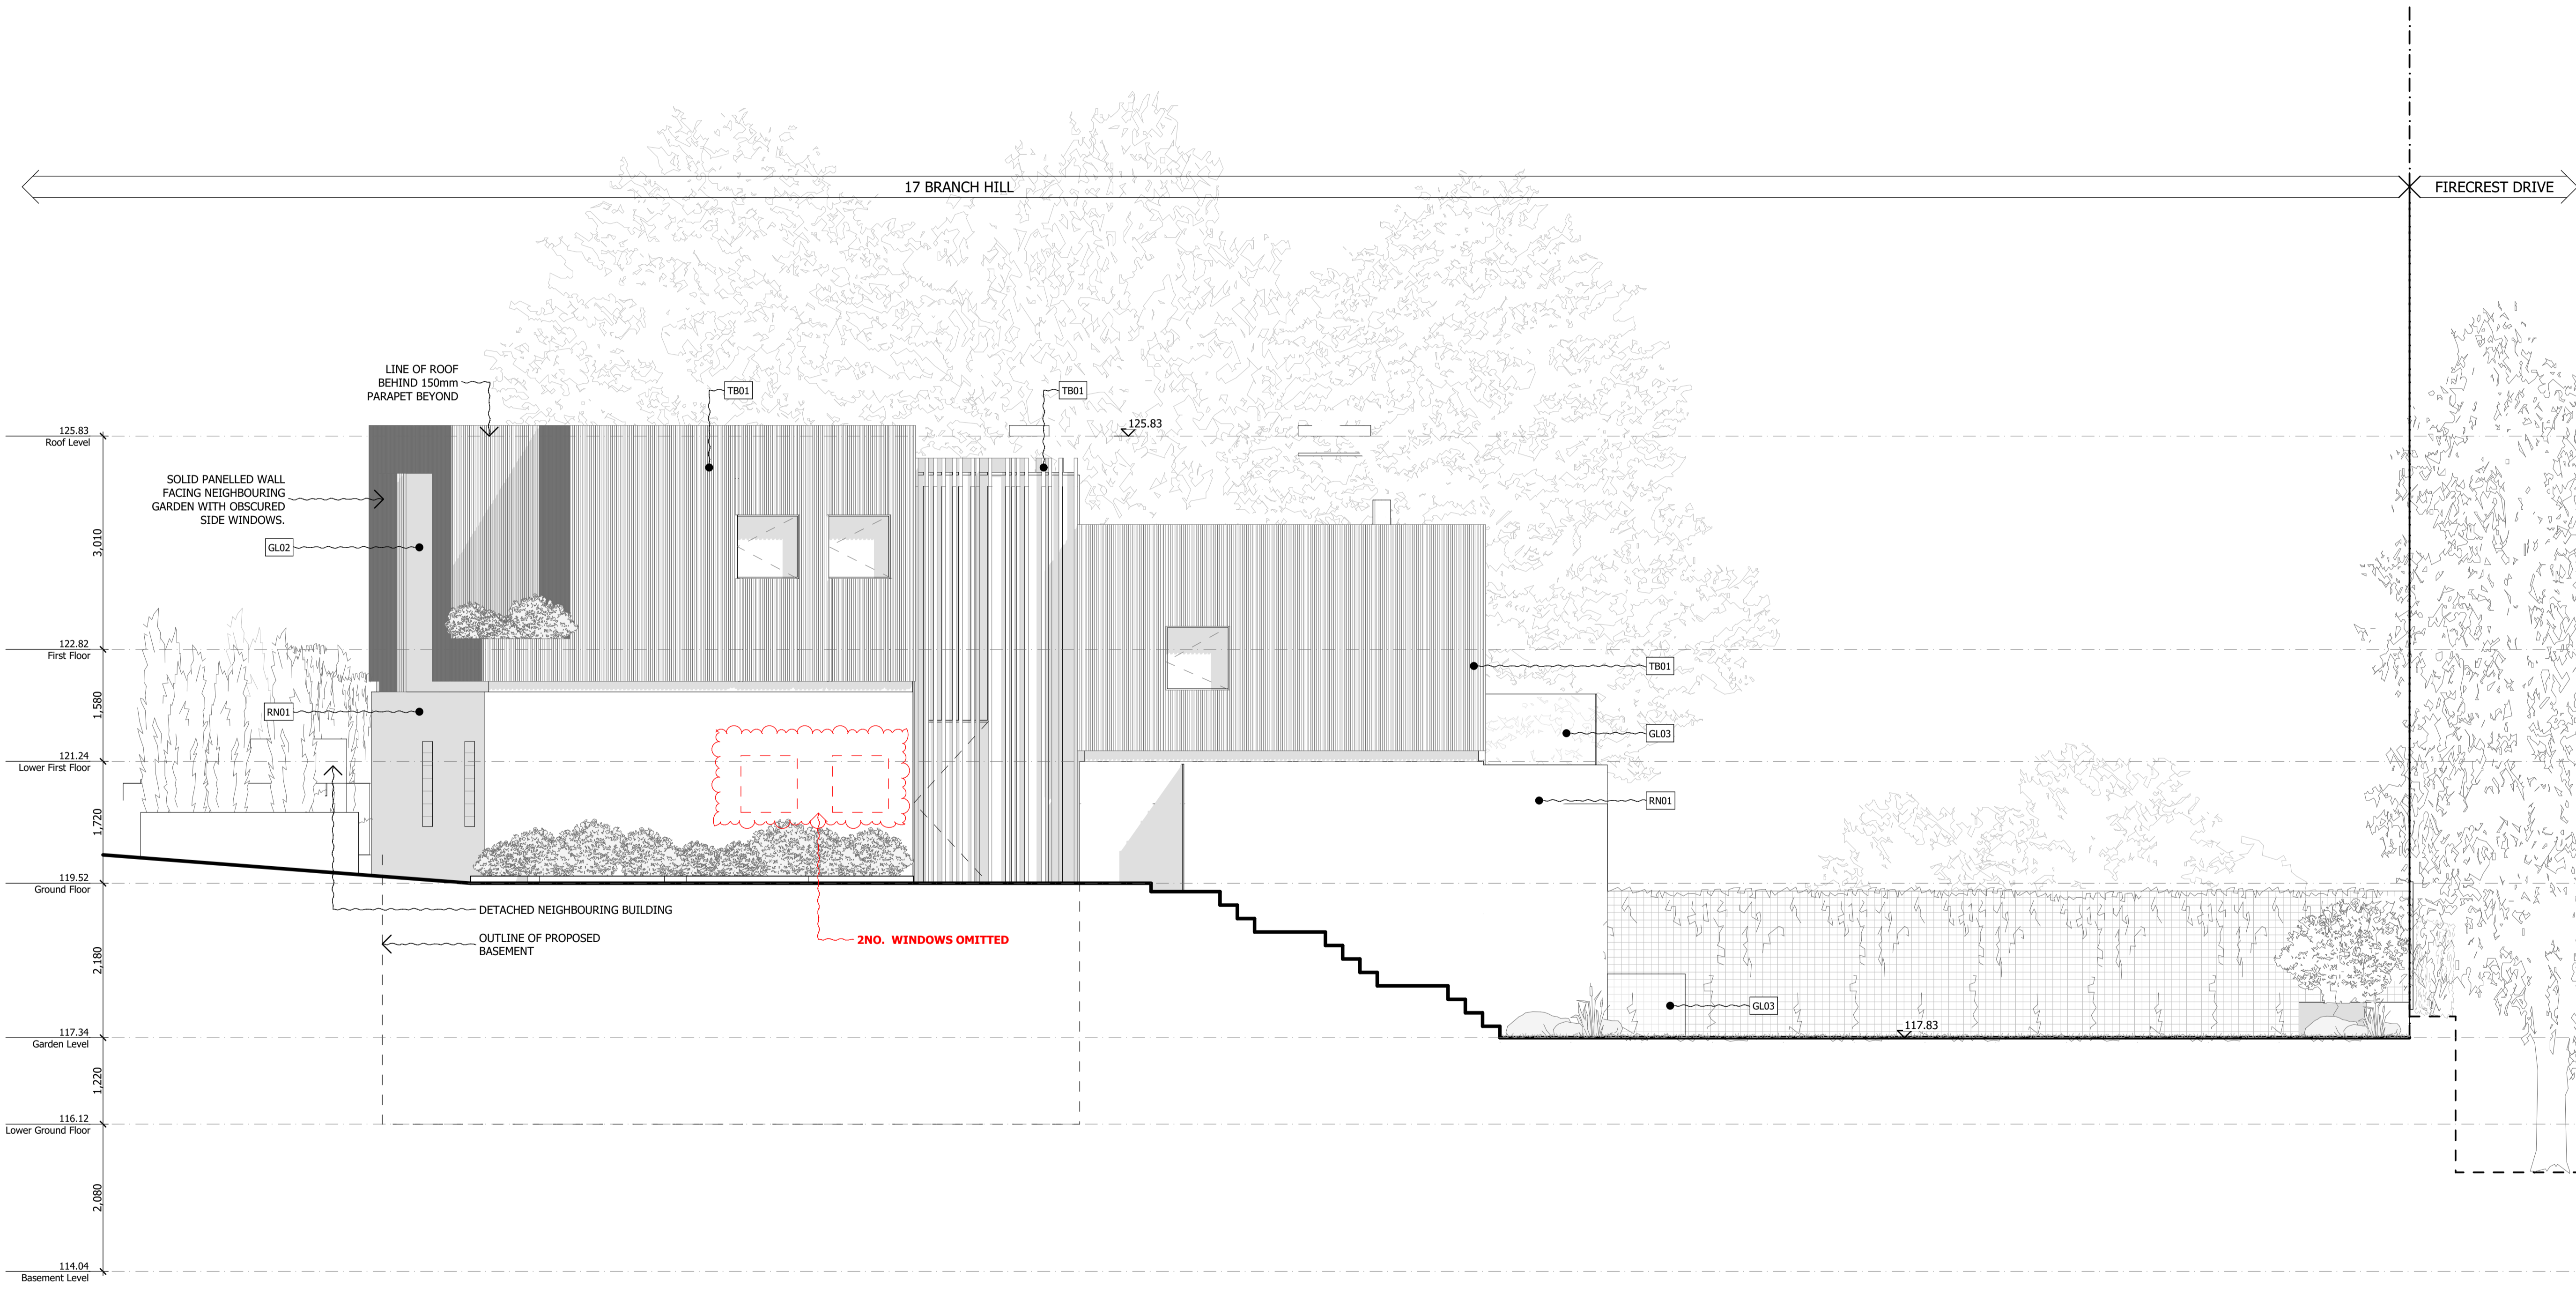 17 BRANCH HILL
FIRECREST DRIVE
LINE OF ROOF
BEHIND 150mm
PARAPET BEYOND
TB01
TB01
125.83
125.83
Roof Level
SOLID PANELLED WALL
FACING NEIGHBOURING
GARDEN WITH OBSCURED
SIDE WINDOWS.
GL02
3,010
122.82
First Floor
TB01
1,580
RN01
GL03
121.24
Lower First Floor
RN01
1,720
119.52
Ground Floor
DETACHED NEIGHBOURING BUILDING
OUTLINE OF PROPOSED
BASEMENT
2NO. WINDOWS OMITTED
2,180
GL03
117.83
117.34
Garden Level
1,220
116.12
Lower Ground Floor
2,080
114.04
Basement Level